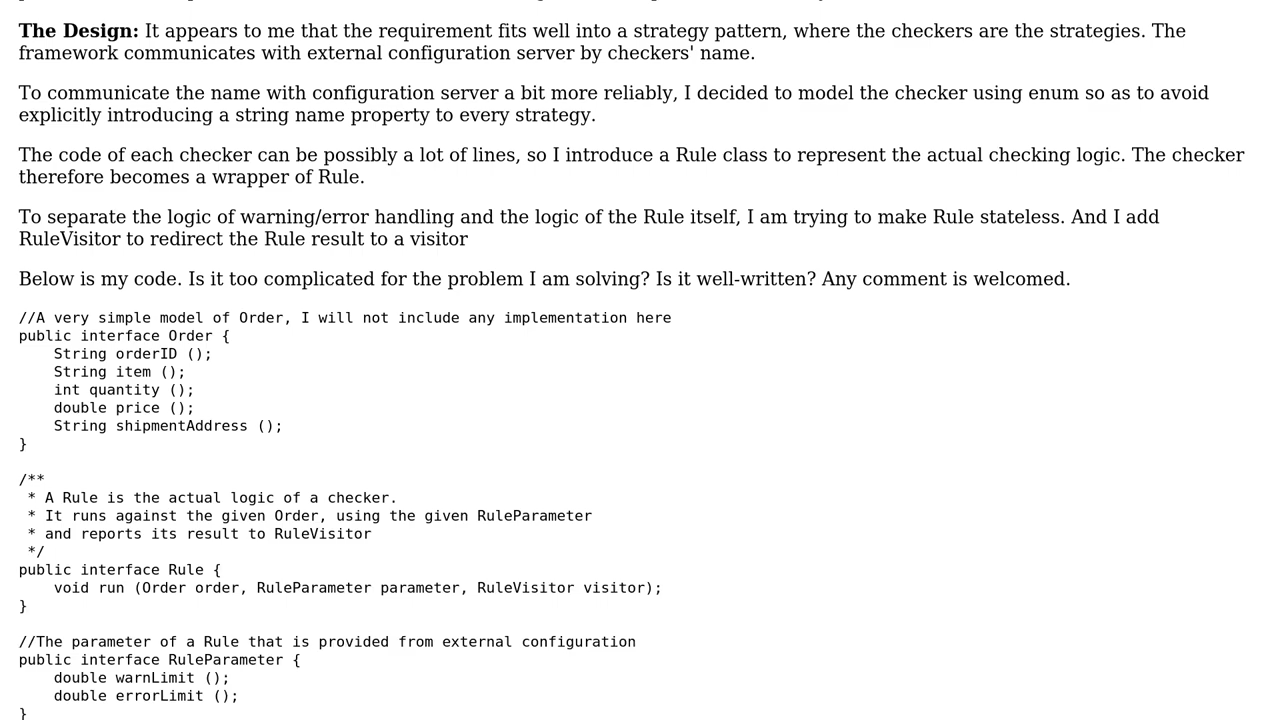 The Design: It appears to me that the requirement fits well into a strategy pattern, where the checkers are the strategies. The
framework communicates with external configuration server by checkers' name.
To communicate the name with configuration server a bit more reliably, I decided to model the checker using enum so as to avoid
explicitly introducing a string name property to every strategy.
The code of each checker can be possibly a lot of lines, so I introduce a Rule class to represent the actual checking logic. The checker
therefore becomes a wrapper of Rule.
To separate the logic of warning/error handling and the logic of the Rule itself, I am trying to make Rule stateless. And I add
RuleVisitor to redirect the Rule result to a visitor
Below is my code. Is it too complicated for the problem I am solving? Is it well-written? Any comment is welcomed.
//A very simple model of Order, I will not include any implementation here
public interface Order {
    String orderID ();
    String item ();
    int quantity ();
    double price ();
    String shipmentAddress ();
}
/**
 * A Rule is the actual logic of a checker.
 * It runs against the given Order, using the given RuleParameter
 * and reports its result to RuleVisitor
 */
public interface Rule {
    void run (Order order, RuleParameter parameter, RuleVisitor visitor);
}
//The parameter of a Rule that is provided from external configuration
public interface RuleParameter {
    double warnLimit ();
    double errorLimit ();
}